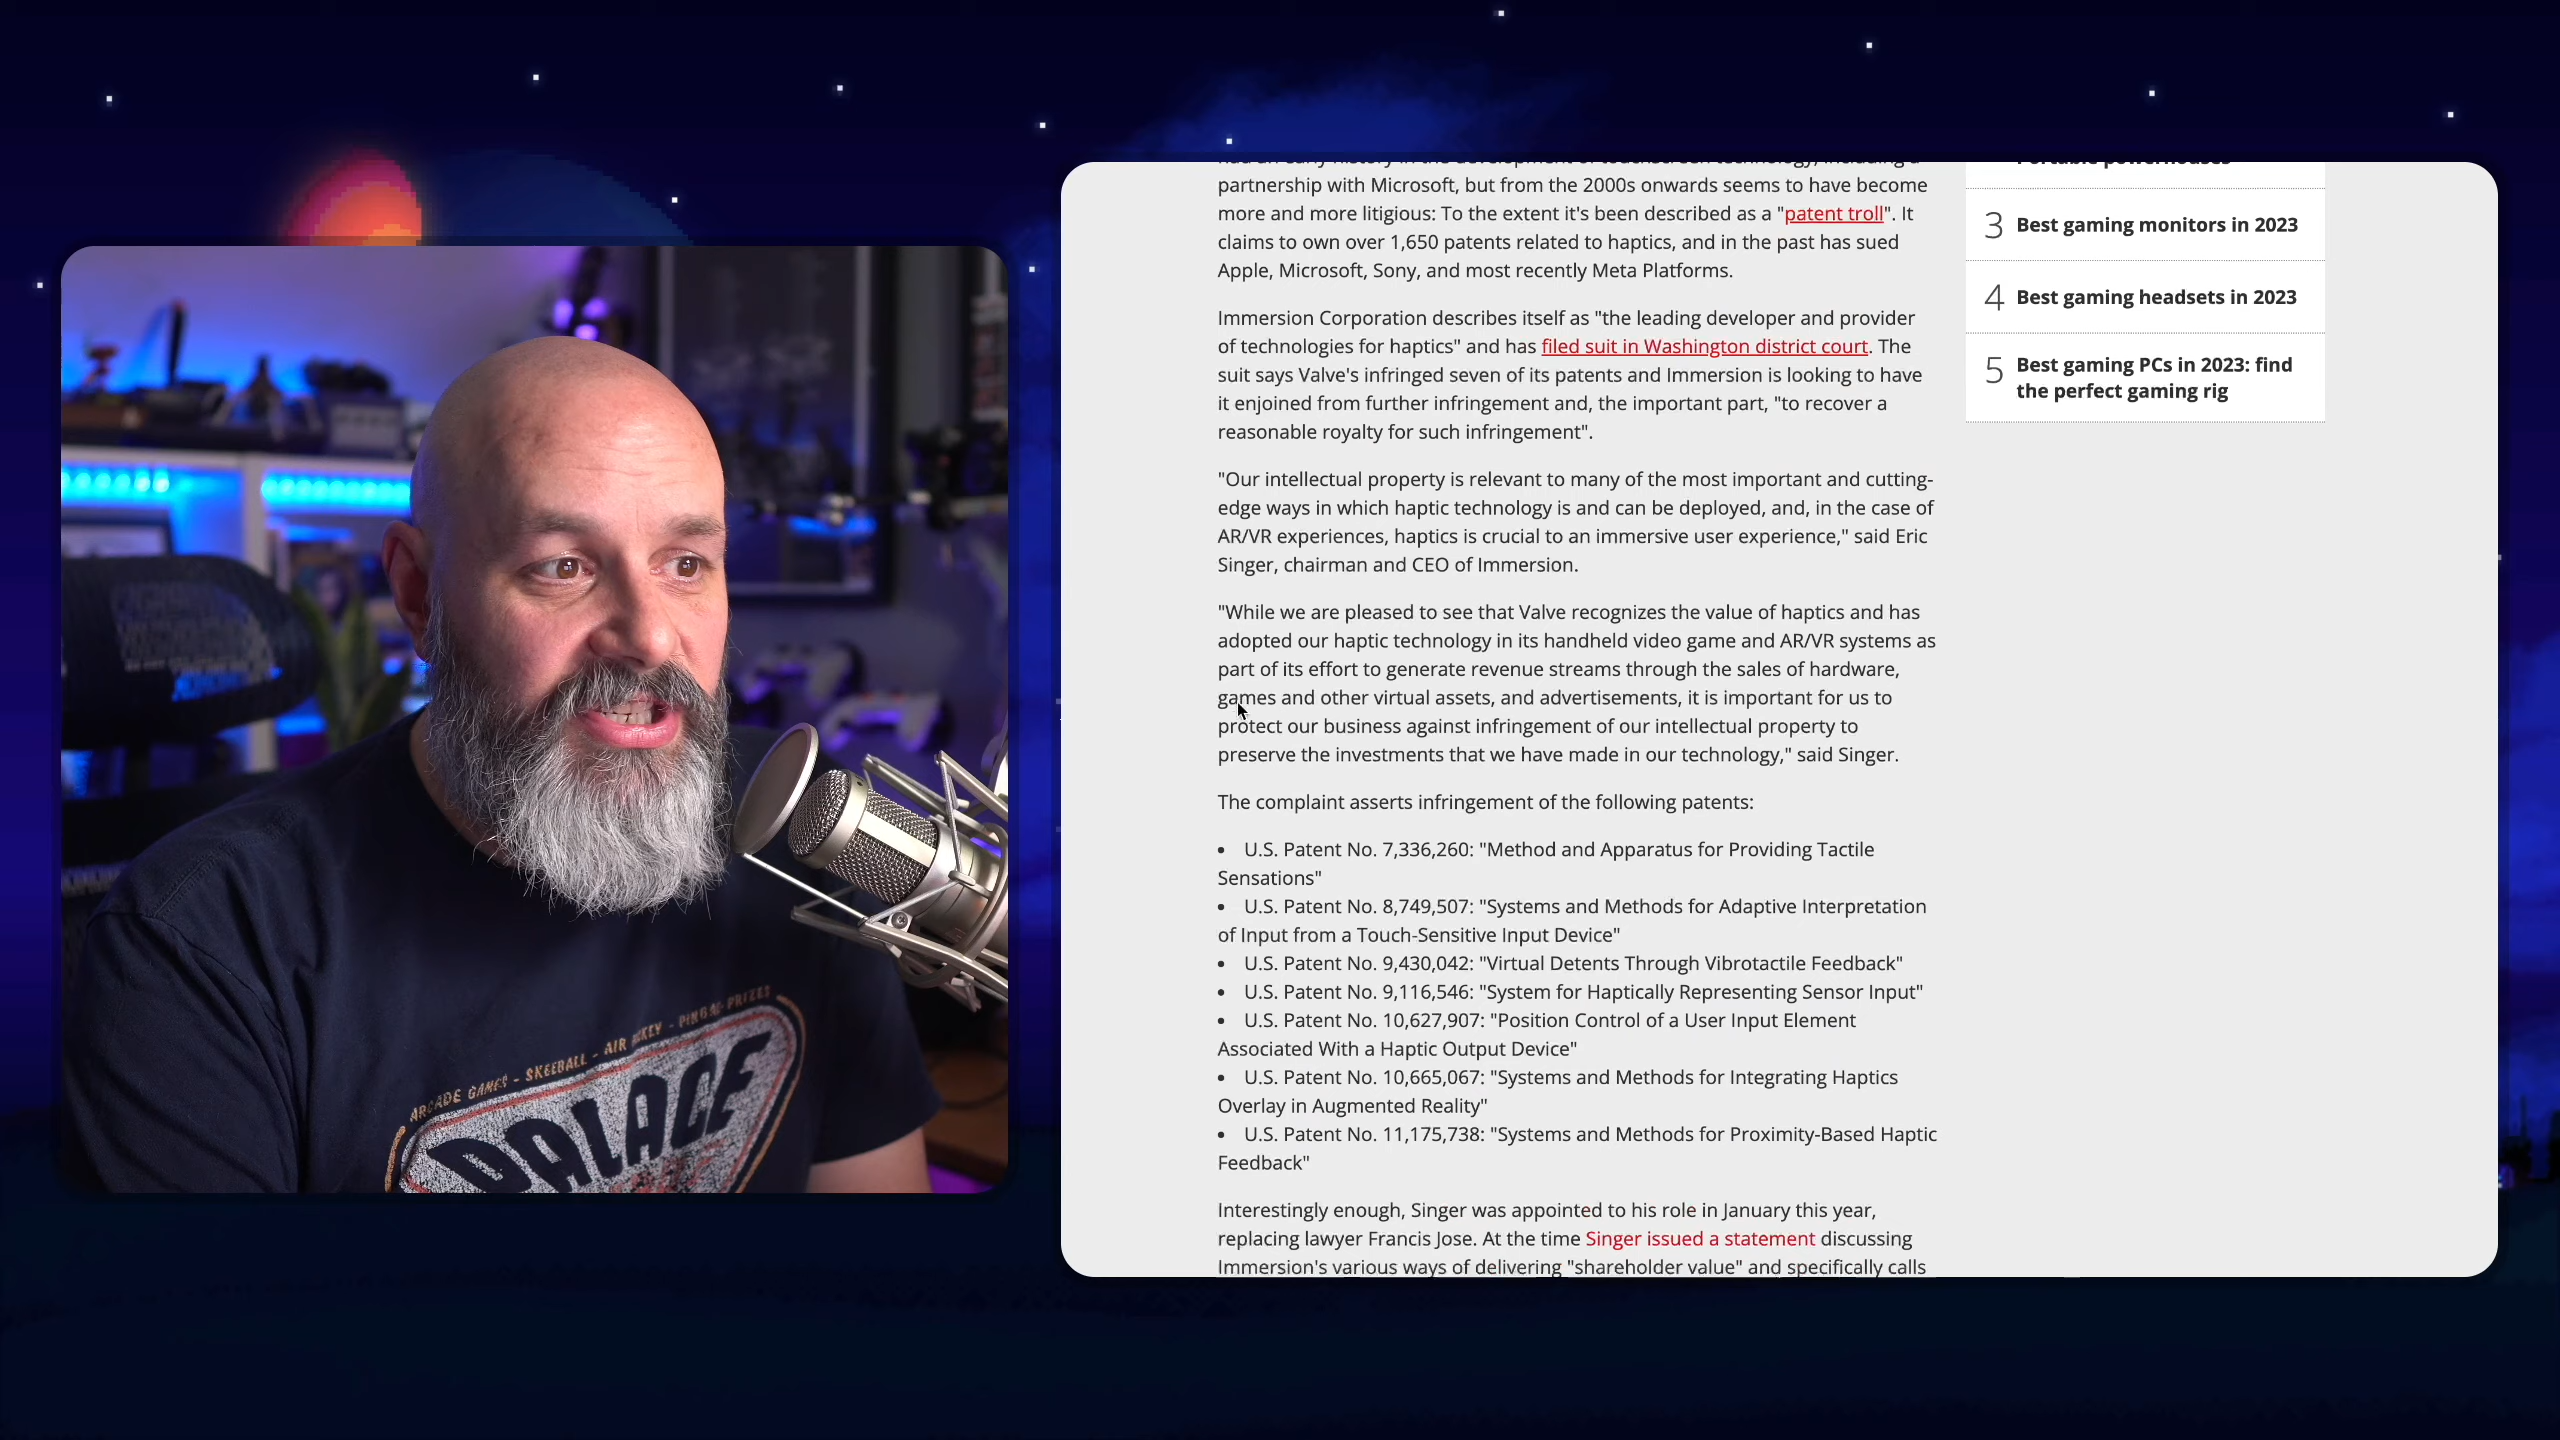 partnership with Microsoft, but from the 2000s onwards seems to have become
more and more litigious: To the extent it's been described as a "patent troll". It
claims to own over 1,650 patents related to haptics, and in the past has sued
Apple, Microsoft, Sony, and most recently Meta Platforms.
Immersion Corporation describes itself as "the leading developer and provider
of technologies for haptics" and has filed suit in Washington district court. The
suit says Valve's infringed seven of its patents and Immersion is looking to have
it enjoined from further infringement and, the important part, "to recover a
reasonable royalty for such infringement".
"Our intellectual property is relevant to many of the most important and cutting-
edge ways in which haptic technology is and can be deployed, and, in the case of
AR/VR experiences, haptics is crucial to an immersive user experience," said Eric
Singer, chairman and CEO of Immersion.
"While we are pleased to see that Valve recognizes the value of haptics and has
adopted our haptic technology in its handheld video game and AR/VR systems as
part of its effort to generate revenue streams through the sales of hardware,
games and other virtual assets, and advertisements, it is important for us to
protect our business against infringement of our intellectual property to
preserve the investments that we have made in our technology," said Singer.
The complaint asserts infringement of the following patents:
• U.S. Patent No. 7,336,260: "Method and Apparatus for Providing Tactile
Sensations"
• U.S. Patent No. 8,749,507: "Systems and Methods for Adaptive Interpretation
of Input from a Touch-Sensitive Input Device"
• U.S. Patent No. 9,430,042: "Virtual Detents Through Vibrotactile Feedback"
• U.S. Patent No. 9,116,546: "System for Haptically Representing Sensor Input"
• U.S. Patent No. 10,627,907: "Position Control of a User Input Element
Associated With a Haptic Output Device"
• U.S. Patent No. 10,665,067: "Systems and Methods for Integrating Haptics
Overlay in Augmented Reality"
• U.S. Patent No. 11,175,738: "Systems and Methods for Proximity-Based Haptic
Feedback"
Interestingly enough, Singer was appointed to his role in January this year,
replacing lawyer Francis Jose. At the time Singer issued a statement discussing
Immersion's various ways of delivering "shareholder value" and specifically calls
Portable powerhouses
3 Best gaming monitors in 2023
4 Best gaming headsets in 2023
5 Best gaming PCs in 2023: find
the perfect gaming rig
ARCADE GAMES - SKEEBALL - AIR HOCKEY - PINBALL - PRIZES
PALACE